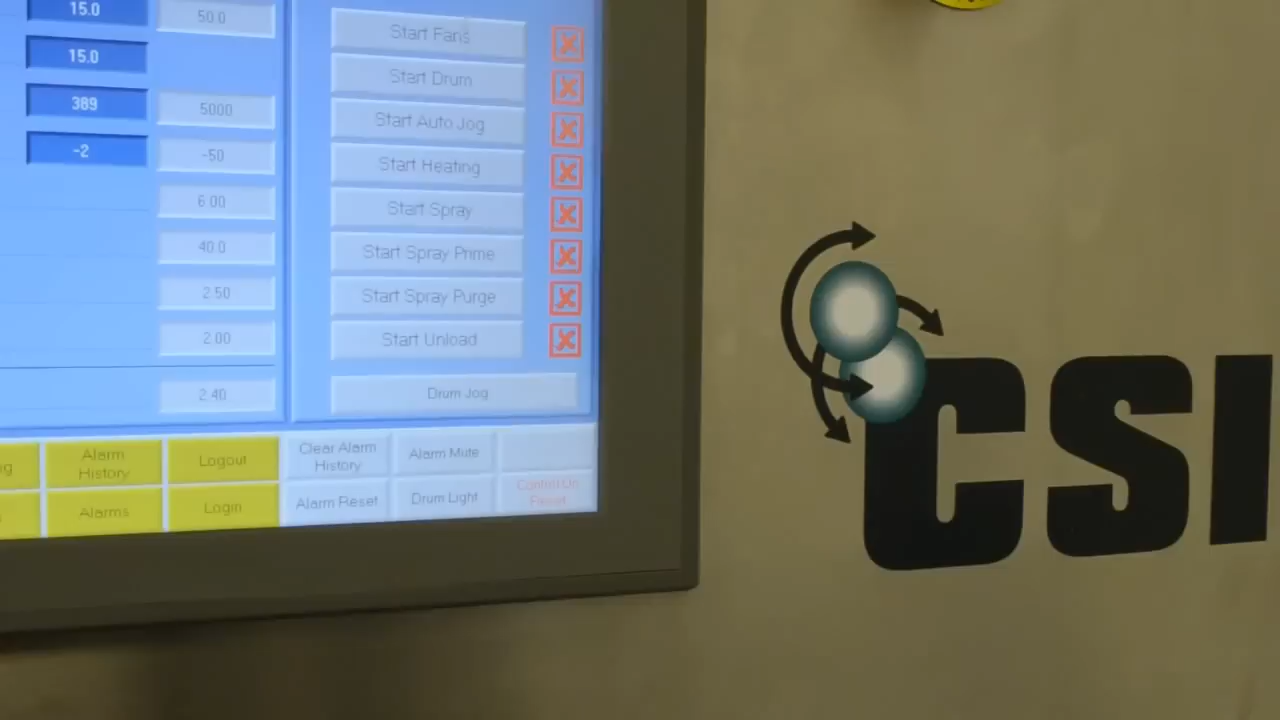 15.0
50.0
15.0
389
5000
-2
-50
6.00
40.0
2.50
2.00
2.40
Start Fans
Start Drum
Start Auto Jog
Start Heating
Start Spray
Start Spray Prime
Start Spray Purge
Start Unload
Drum Jog
g
Alarm
History
Logout
Clear Alarm
History
Alarm Mute
Alarms
Login
Alarm Reset
Drum Light
Reset
CSI